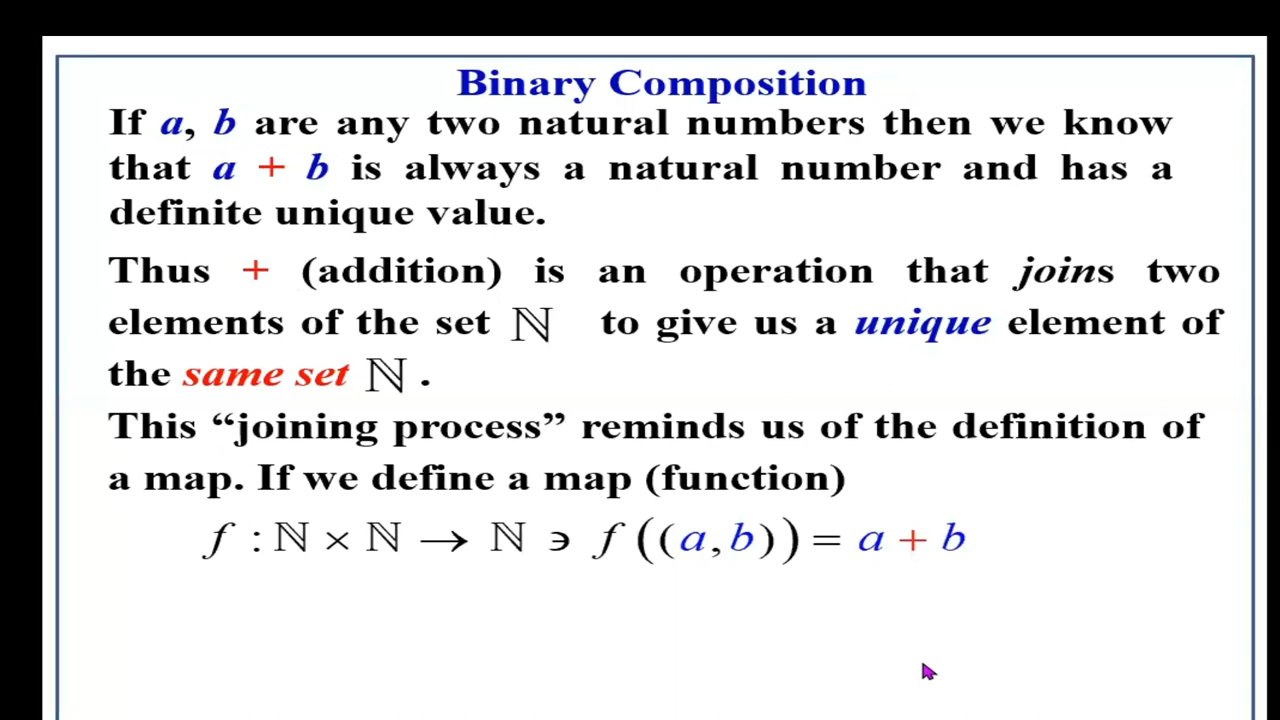 Binary Composition
If a, b are any two natural numbers then we know
that a + b is always a natural number and has a
definite unique value.
Thus + (addition) is an operation that joins two
elements of the set ℕ to give us a unique element of
the same set ℕ .
This “joining process” reminds us of the definition of
a map. If we define a map (function)
f : ℕ × ℕ → ℕ ∍ f((a,b)) = a + b